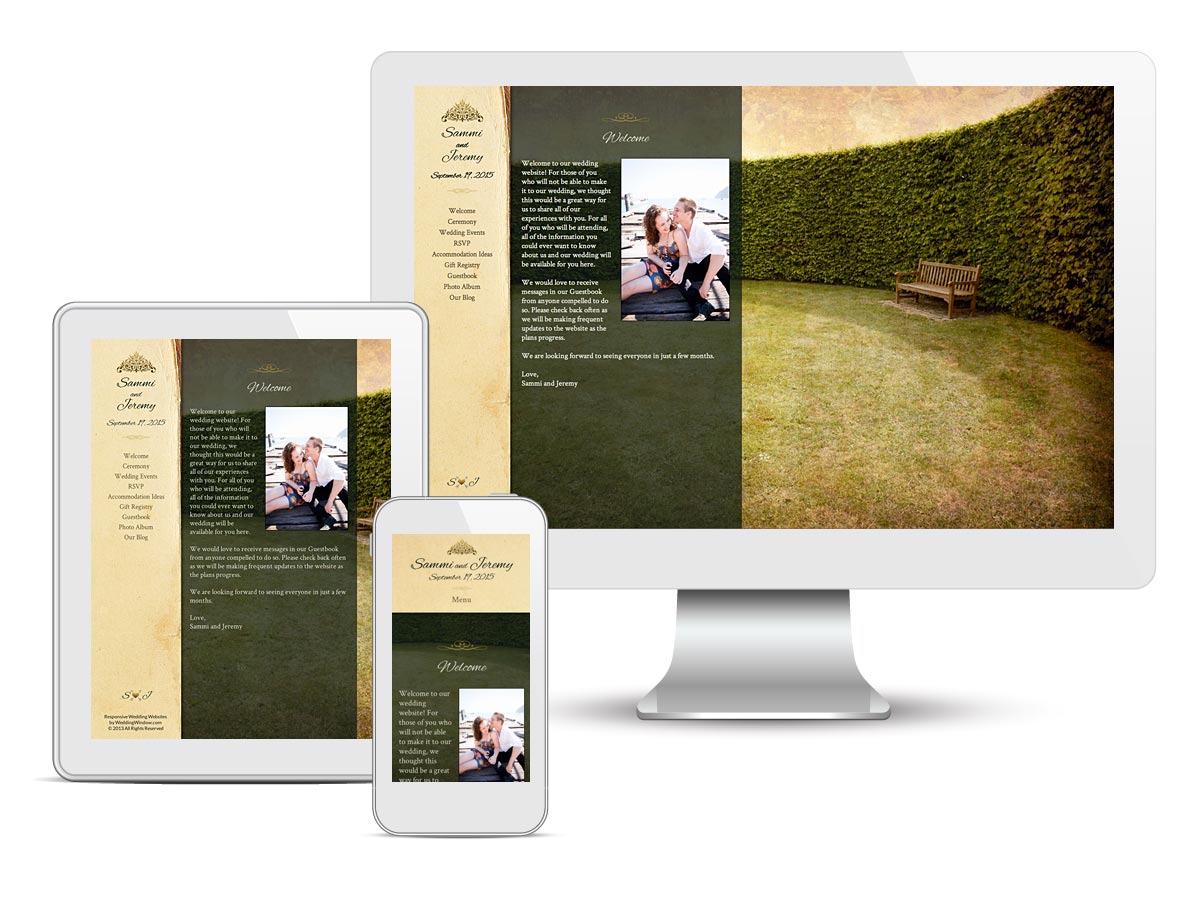 Sammi
and
Jeremy
September 19, 2015
Welcome
Ceremony
Wedding Events
RSVP
Accommodation Ideas
Gift Registry
Guestbook
Photo Album
Our Blog
S J
Welcome
Welcome to our wedding
website! For those of you
who will not be able to make
it to our wedding, we thought
this would be a great way for
us to share all of our
experiences with you. For all
of you who will be attending,
all of the information you
could ever want to know
about us and our wedding will
be available for you here.
We would love to receive
messages in our Guestbook
from anyone compelled to do
so. Please check back often as
we will be making frequent
updates to the website as the
plans progress.
We are looking forward to seeing everyone in just a few months.
Love,
Sammi and Jeremy
Sammi
and
Jeremy
September 19, 2015
Welcome
Ceremony
Wedding Events
RSVP
Accommodation Ideas
Gift Registry
Guestbook
Photo Album
Our Blog
S J
Responsive Wedding Websites
by WeddingWindow.com
© 2013 All Rights Reserved
Welcome
Welcome to our
wedding website! For
those of you who will
not be able to make it to
our wedding, we
thought this would be a
great way for us to share
all of our experiences
with you. For all of you
who will be attending,
all of the information
you could ever want to
know about us and our
wedding will be
available for you here.
We would love to receive messages in our Guestbook
from anyone compelled to do so. Please check back often
as we will be making frequent updates to the website as
the plans progress.
We are looking forward to seeing everyone in just a few
months.
Love,
Sammi and Jeremy
Sammi and Jeremy
September 19, 2015
Menu
Welcome
Welcome to our
wedding
website! For
those of you who
will not be able
to make it to our
wedding, we
thought this
would be a great
way for us to